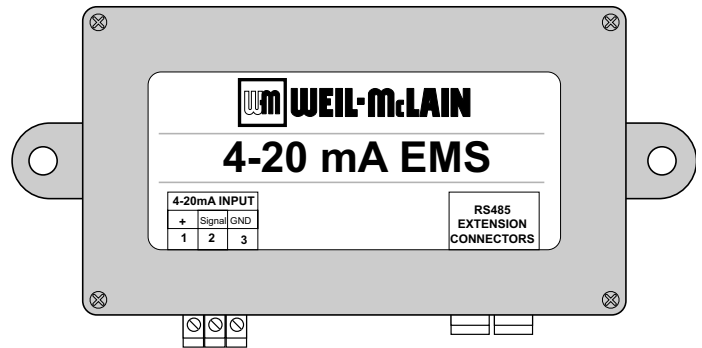 WM WEIL-McLAIN
4-20 mA EMS
4-20mA INPUT
+ Signal GND
1 2 3
RS485
EXTENSION
CONNECTORS